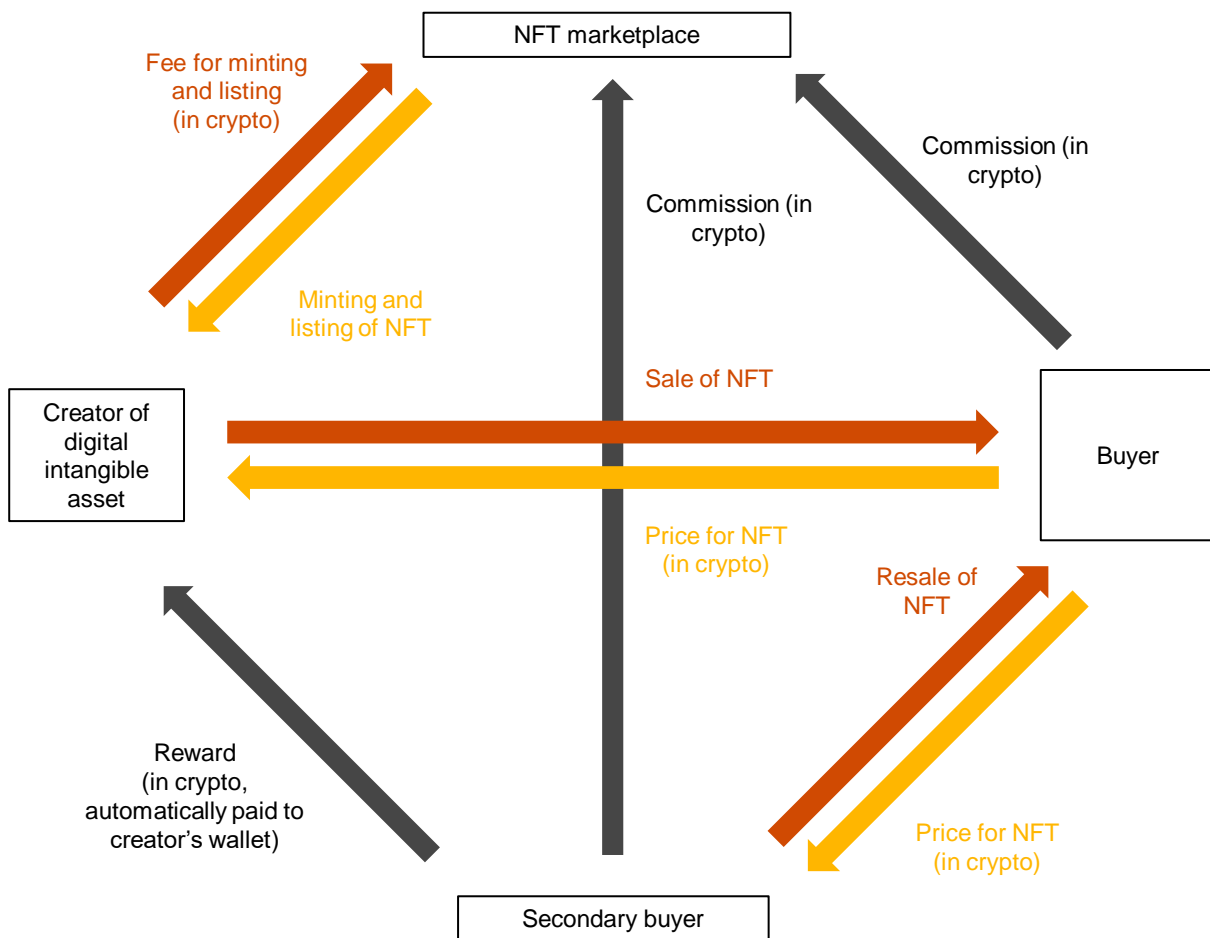 NFT marketplace
Fee for minting
and listing
(in crypto)
Commission (in
crypto)
Commission (in
crypto)
Minting and
listing of NFT
Sale of NFT
Creator of
digital
intangible
asset
Buyer
Price for NFT
(in crypto)
Resale of
NFT
Reward
(in crypto,
automatically paid to
creator’s wallet)
Price for NFT
(in crypto)
Secondary buyer